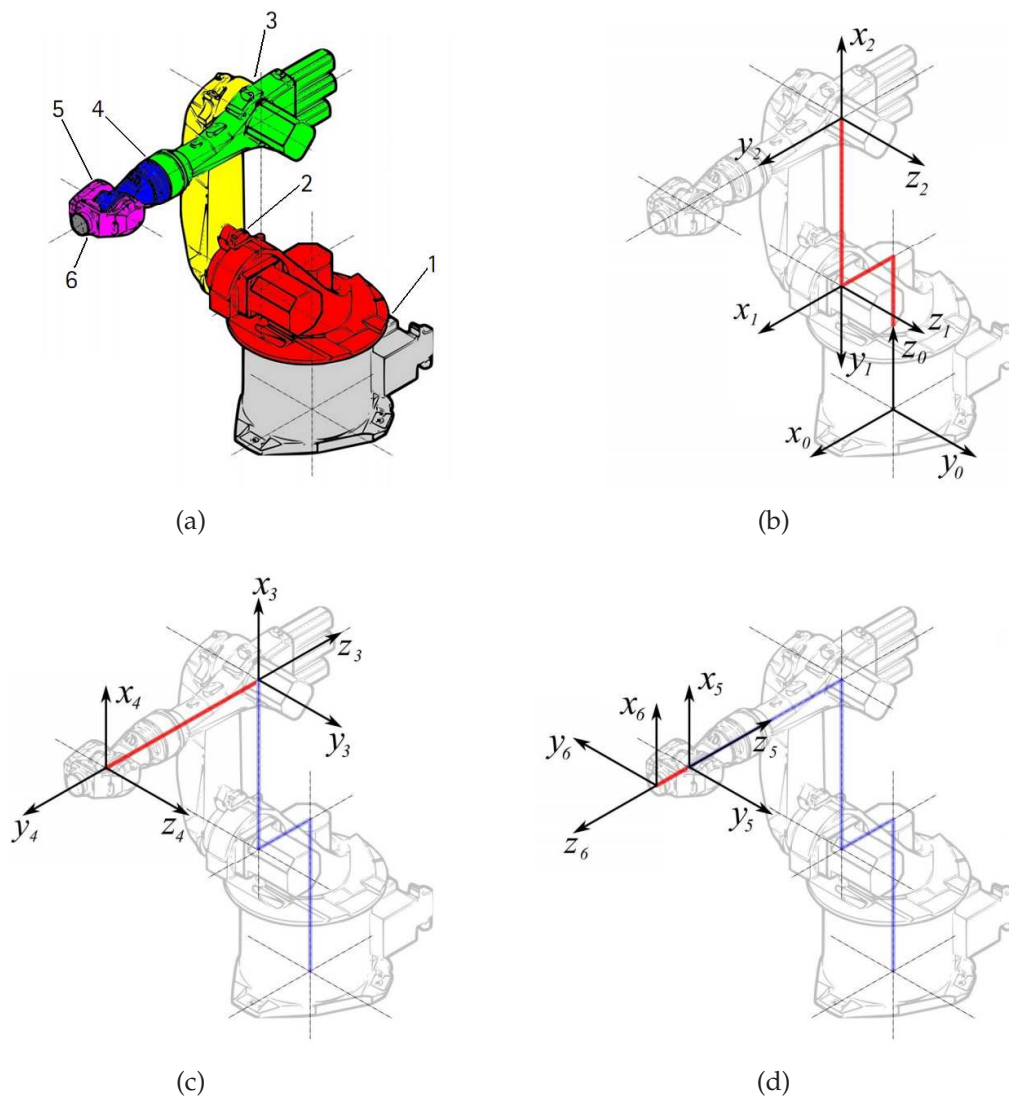 3
5
4
2
1
6
(a)
x₂
y₂
z₂
x₁
z₁
y₁
z₀
x₀
y₀
(b)
x₃
z₃
x₄
y₃
y₄
z₄
(c)
x₆
x₅
y₆
z₅
y₅
z₆
(d)